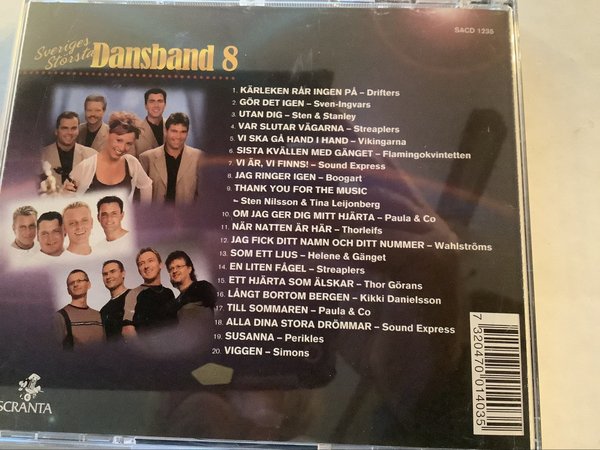 SACD 1235
Sveriges
Största
Dansband 8
1. KÄRLEKEN RÅR INGEN PÅ – Drifters
2. GÖR DET IGEN – Sven-Ingvars
3. UTAN DIG – Sten & Stanley
4. VAR SLUTAR VÄGARNA – Streaplers
5. VI SKA GÅ HAND I HAND – Vikingarna
6. SISTA KVÄLLEN MED GÄNGET – Flamingokvintetten
7. VI ÄR, VI FINNS! – Sound Express
8. JAG RINGER IGEN – Boogart
9. THANK YOU FOR THE MUSIC
– Sten Nilsson & Tina Leijonberg
10. OM JAG GER DIG MITT HJÄRTA – Paula & Co
11. NÄR NATTEN ÄR HÄR – Thorleifs
12. JAG FICK DITT NAMN OCH DITT NUMMER – Wahlströms
13. SOM ETT LJUS – Helene & Gänget
14. EN LITEN FÅGEL – Streaplers
15. ETT HJÄRTA SOM ÄLSKAR – Thor Görans
16. LÅNGT BORTOM BERGEN – Kikki Danielsson
17. TILL SOMMAREN – Paula & Co
18. ALLA DINA STORA DRÖMMAR – Sound Express
19. SUSANNA – Perikles
20. VIGGEN – Simons
SCRANTA
7 320470 014035